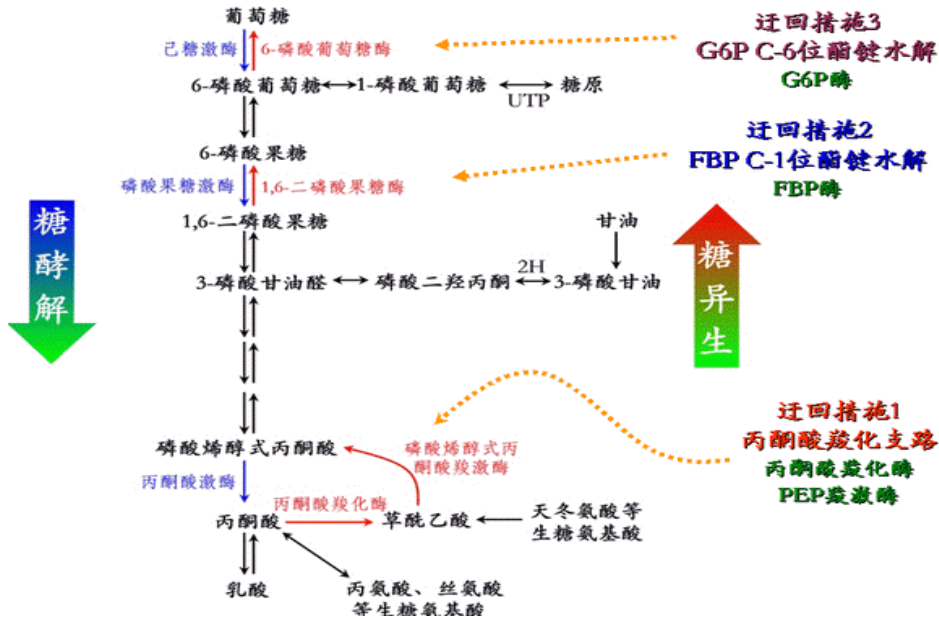 葡萄糖
己糖激酶
6-磷酸葡萄糖酶
迂回措施3
G6P C-6位酯键水解
G6P酶
6-磷酸葡萄糖
1-磷酸葡萄糖
UTP
糖原
6-磷酸果糖
迂回措施2
FBP C-1位酯键水解
FBP酶
磷酸果糖激酶
1,6-二磷酸果糖酶
1,6-二磷酸果糖
甘油
糖酵解
糖异生
3-磷酸甘油醛
磷酸二羟丙酮
2H
3-磷酸甘油
迂回措施1
丙酮酸羧化支路
丙酮酸羧化酶
PEP羧激酶
磷酸烯醇式丙酮酸
磷酸烯醇式丙
酮酸羧激酶
丙酮酸激酶
丙酮酸羧化酶
丙酮酸
草酰乙酸
天冬氨酸等
生糖氨基酸
乳酸
丙氨酸、丝氨酸
等生糖氨基酸